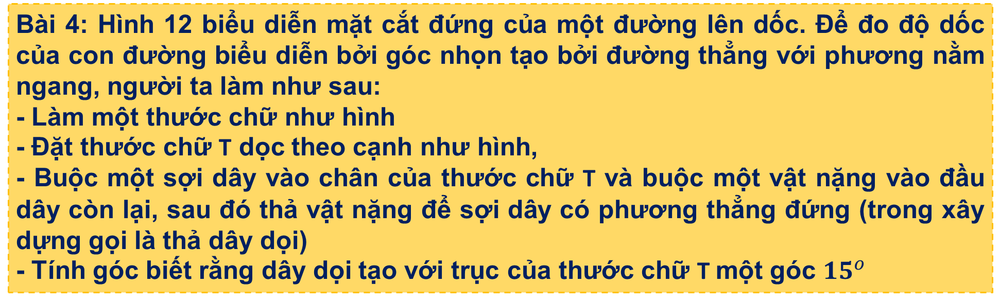 Bài 4: Hình 12 biểu diễn mặt cắt đứng của một đường lên dốc. Để đo độ dốc
của con đường biểu diễn bởi góc nhọn tạo bởi đường thẳng với phương nằm
ngang, người ta làm như sau:
- Làm một thước chữ như hình
- Đặt thước chữ T dọc theo cạnh như hình,
- Buộc một sợi dây vào chân của thước chữ T và buộc một vật nặng vào đầu
dây còn lại, sau đó thả vật nặng để sợi dây có phương thẳng đứng (trong xây
dựng gọi là thả dây dọi)
- Tính góc biết rằng dây dọi tạo với trục của thước chữ T một góc 15°